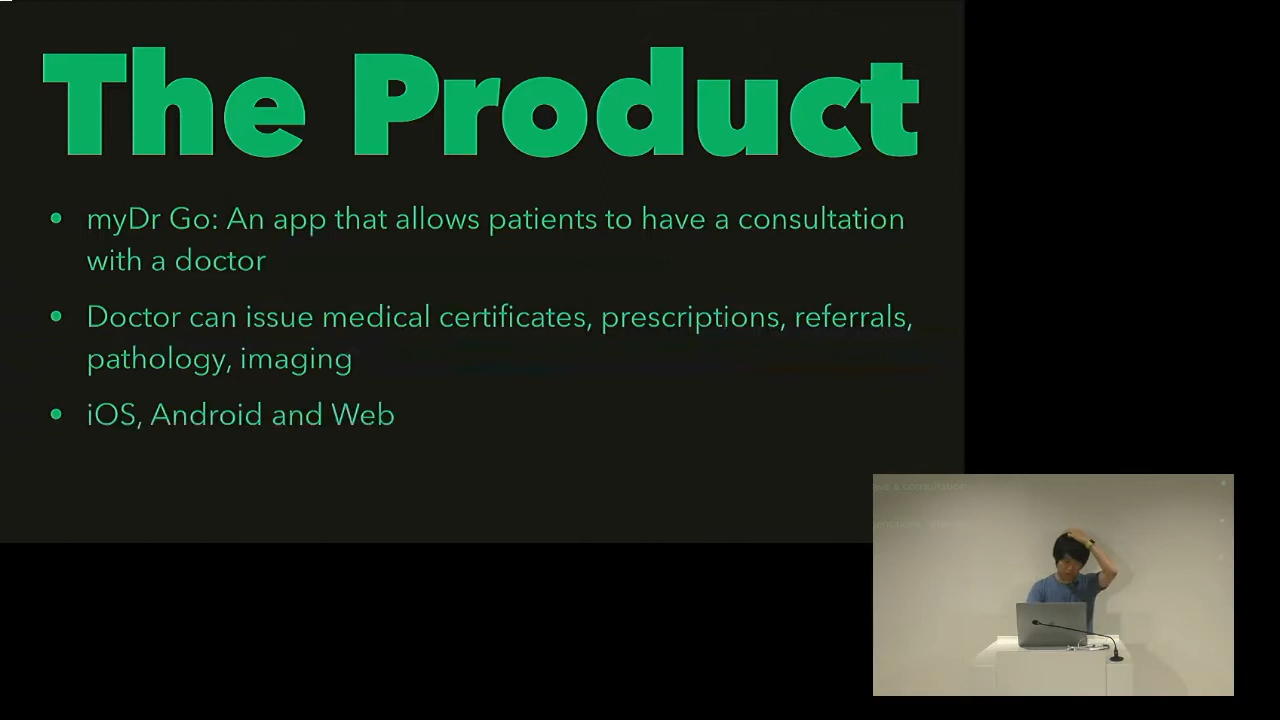 The Product
• myDr Go: An app that allows patients to have a consultation
with a doctor
• Doctor can issue medical certificates, prescriptions, referrals,
pathology, imaging
• iOS, Android and Web
a consultation